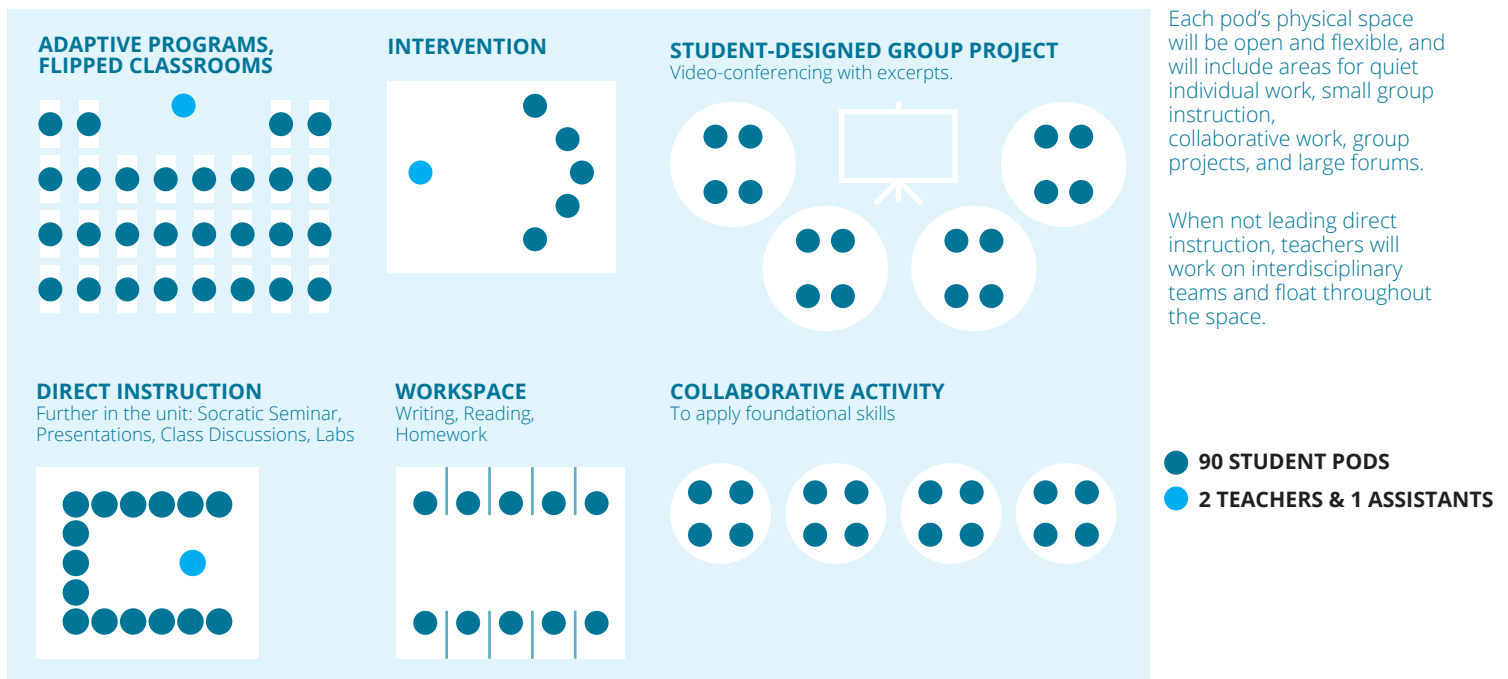 ADAPTIVE PROGRAMS,
FLIPPED CLASSROOMS
INTERVENTION
STUDENT-DESIGNED GROUP PROJECT
Video-conferencing with excerpts.
DIRECT INSTRUCTION
Further in the unit: Socratic Seminar,
Presentations, Class Discussions, Labs
WORKSPACE
Writing, Reading,
Homework
COLLABORATIVE ACTIVITY
To apply foundational skills
Each pod’s physical space
will be open and flexible, and
will include areas for quiet
individual work, small group
instruction,
collaborative work, group
projects, and large forums.
When not leading direct
instruction, teachers will
work on interdisciplinary
teams and float throughout
the space.
90 STUDENT PODS
2 TEACHERS & 1 ASSISTANTS